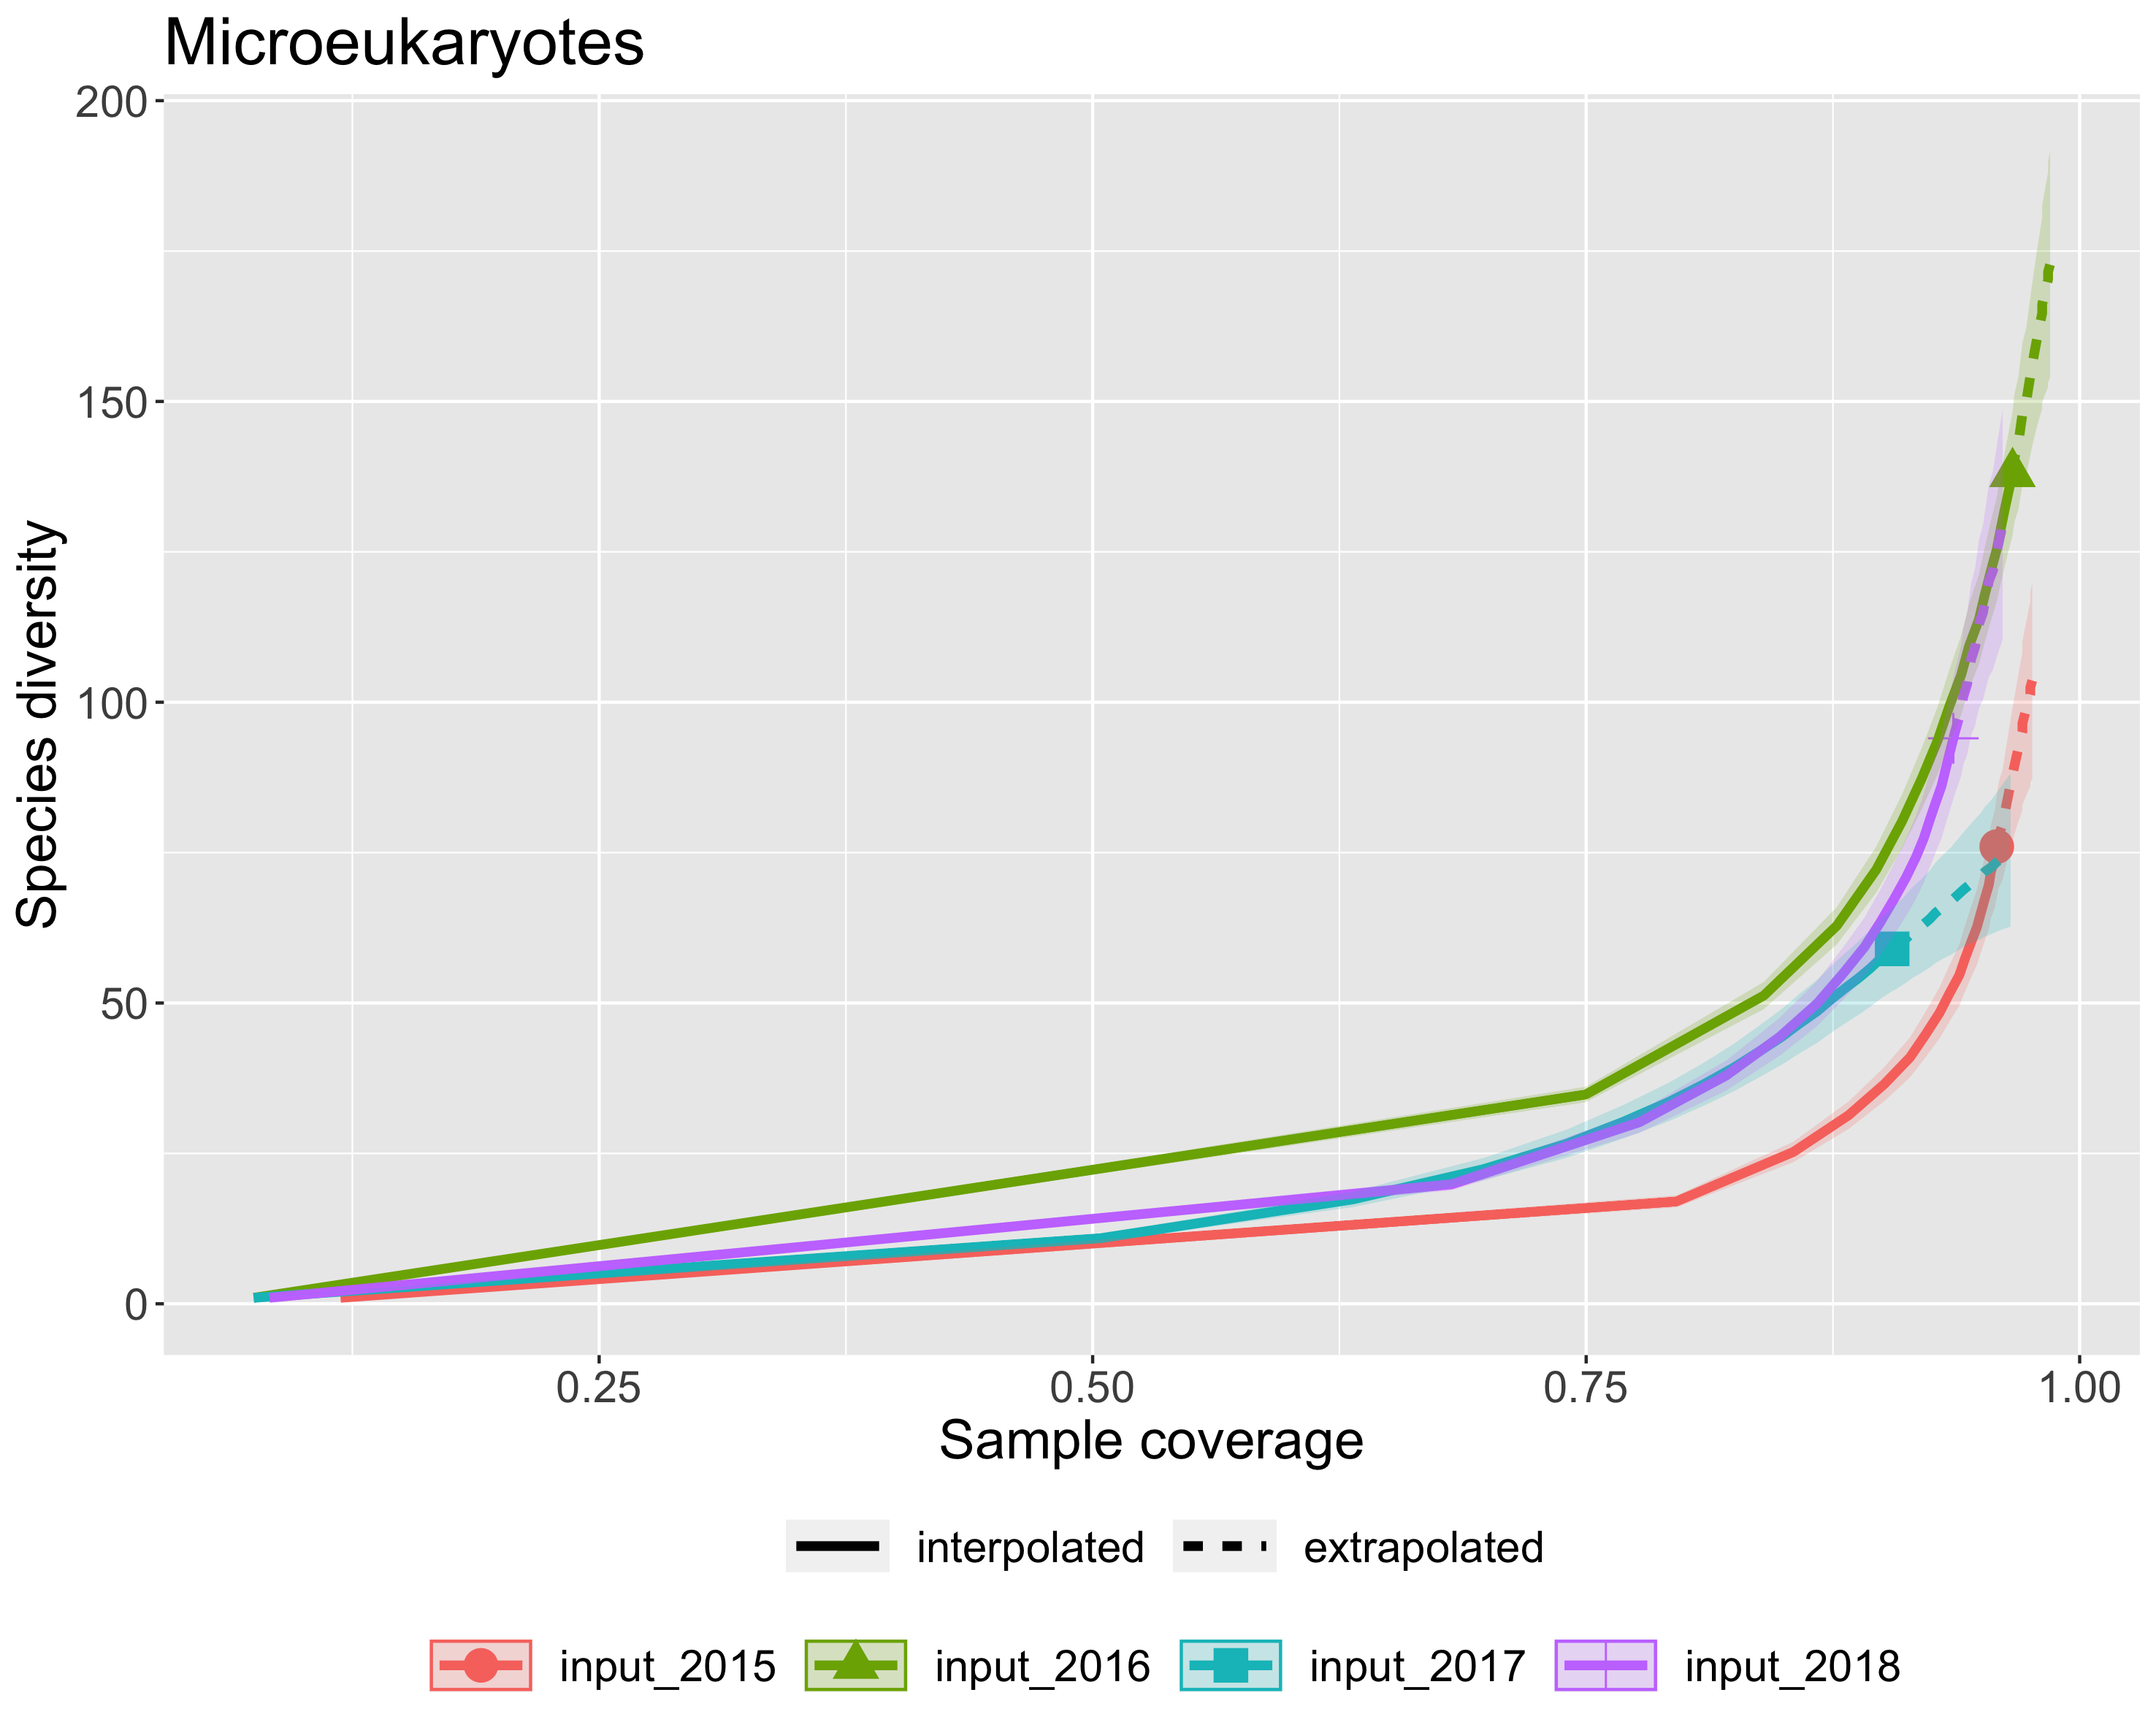 Microeukaryotes
200
150
100
50
0
Species diversity
0.25 0.50 0.75 1.00
Sample coverage
interpolated extrapolated
input_2015 input_2016 input_2017 input_2018